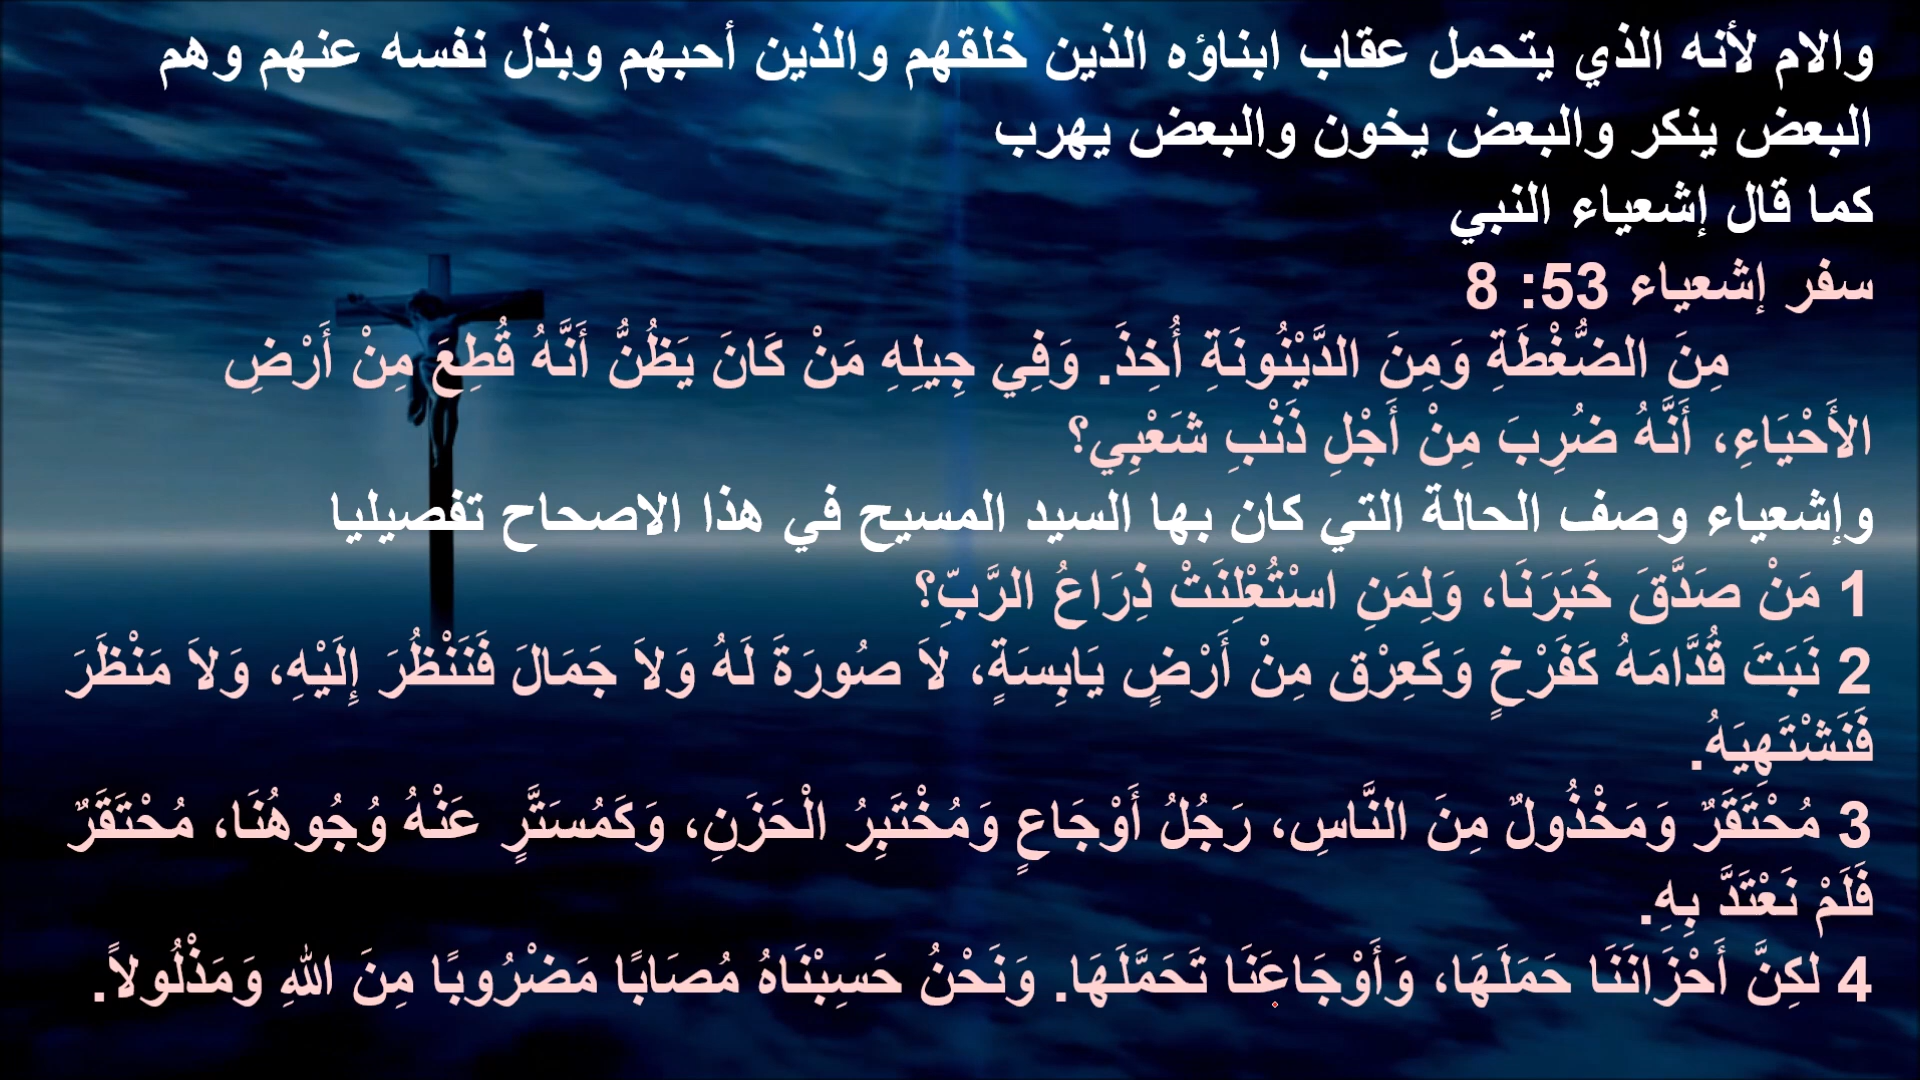 والام لأنه الذي يتحمل عقاب ابناؤه الذين خلقهم والذين أحبهم وبذل نفسه عنهم وهم
البعض ينكر والبعض يخون والبعض يهرب
كما قال إشعياء النبي
سفر إشعياء 53: 8
مِنَ الضُّغْطَةِ وَمِنَ الدَّيْنُونَةِ أُخِذَ. وَفِي جِيلِهِ مَنْ كَانَ يَظُنُّ أَنَّهُ قُطِعَ مِنْ أَرْضِ
الأَحْيَاءِ، أَنَّهُ ضُرِبَ مِنْ أَجْلِ ذَنْبِ شَعْبِي؟
وإشعياء وصف الحالة التي كان بها السيد المسيح في هذا الاصحاح تفصيليا
1 مَنْ صَدَّقَ خَبَرَنَا، وَلِمَنِ اسْتُعْلِنَتْ ذِرَاعُ الرَّبِّ؟
2 نَبَتَ قُدَّامَهُ كَفَرْخٍ وَكَعِرْق مِنْ أَرْضٍ يَابِسَةٍ، لاَ صُورَةَ لَهُ وَلاَ جَمَالَ فَنَنْظُرَ إِلَيْهِ، وَلاَ مَنْظَرَ
فَنَشْتَهِيَهُ.
3 مُحْتَقَرٌ وَمَخْذُولٌ مِنَ النَّاسِ، رَجُلُ أَوْجَاعٍ وَمُخْتَبِرُ الْحَزَنِ، وَكَمُسَتَّرٍ عَنْهُ وُجُوهُنَا، مُحْتَقَرٌ
فَلَمْ نَعْتَدَّ بِهِ.
4 لكِنَّ أَحْزَانَنَا حَمَلَهَا، وَأَوْجَاعَنَا تَحَمَّلَهَا. وَنَحْنُ حَسِبْنَاهُ مُصَابًا مَضْرُوبًا مِنَ اللهِ وَمَذْلُولاً.